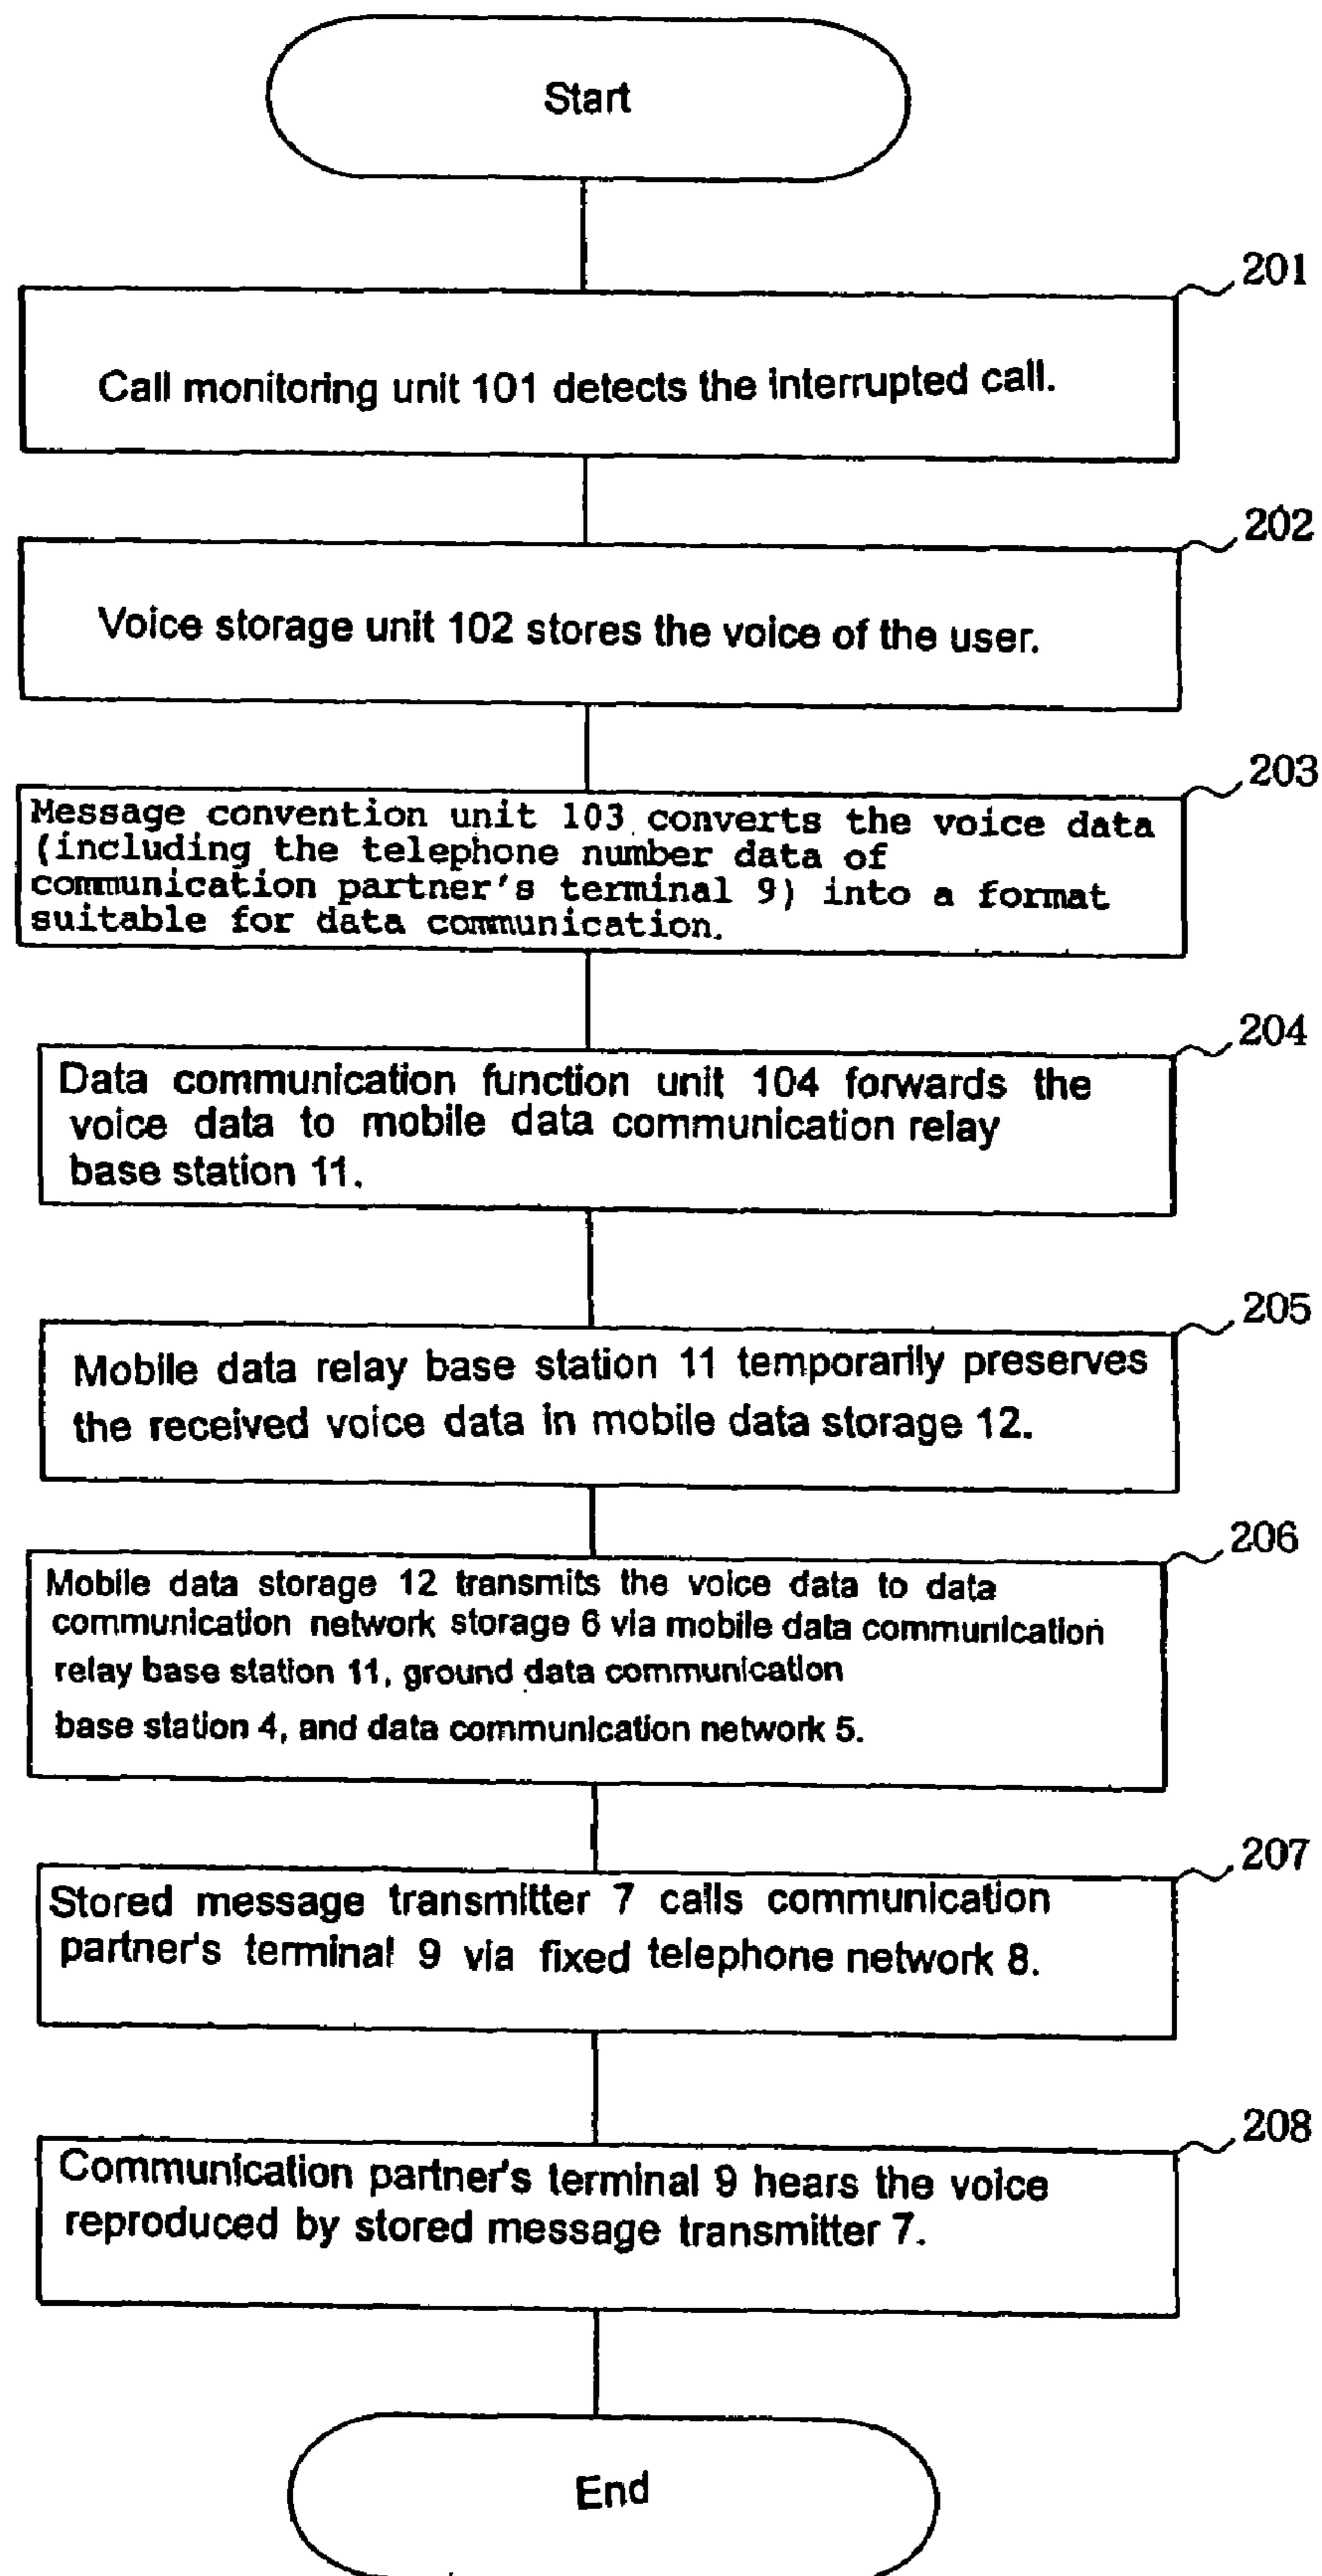 Start
201
Call monitoring unit 101 detects the interrupted call.
202
Voice storage unit 102 stores the voice of the user.
203
Message convention unit 103 converts the voice data
(including the telephone number data of
communication partner's terminal 9) into a format
suitable for data communication.
204
Data communication function unit 104 forwards the
voice data to mobile data communication relay
base station 11.
205
Mobile data relay base station 11 temporarily preserves
the received voice data in mobile data storage 12.
206
Mobile data storage 12 transmits the voice data to data
communication network storage 6 via mobile data communication
relay base station 11, ground data communication
base station 4, and data communication network 5.
207
Stored message transmitter 7 calls communication
partner's terminal 9 via fixed telephone network 8.
208
Communication partner's terminal 9 hears the voice
reproduced by stored message transmitter 7.
End